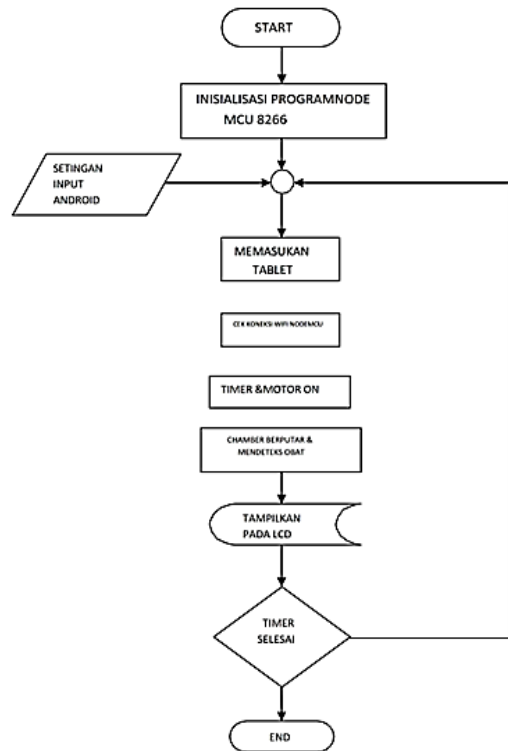 START
INISIALISASI PROGRAMNODE
MCU 8266
SETINGAN
INPUT
ANDROID
MEMASUKAN
TABLET
CEK KONEKSI WIFI NODEMCU
TIMER &MOTOR ON
CHAMBER BERPUTAR &
MENDETEKS OBAT
TAMPILKAN
PADA LCD
TIMER
SELESAI
END